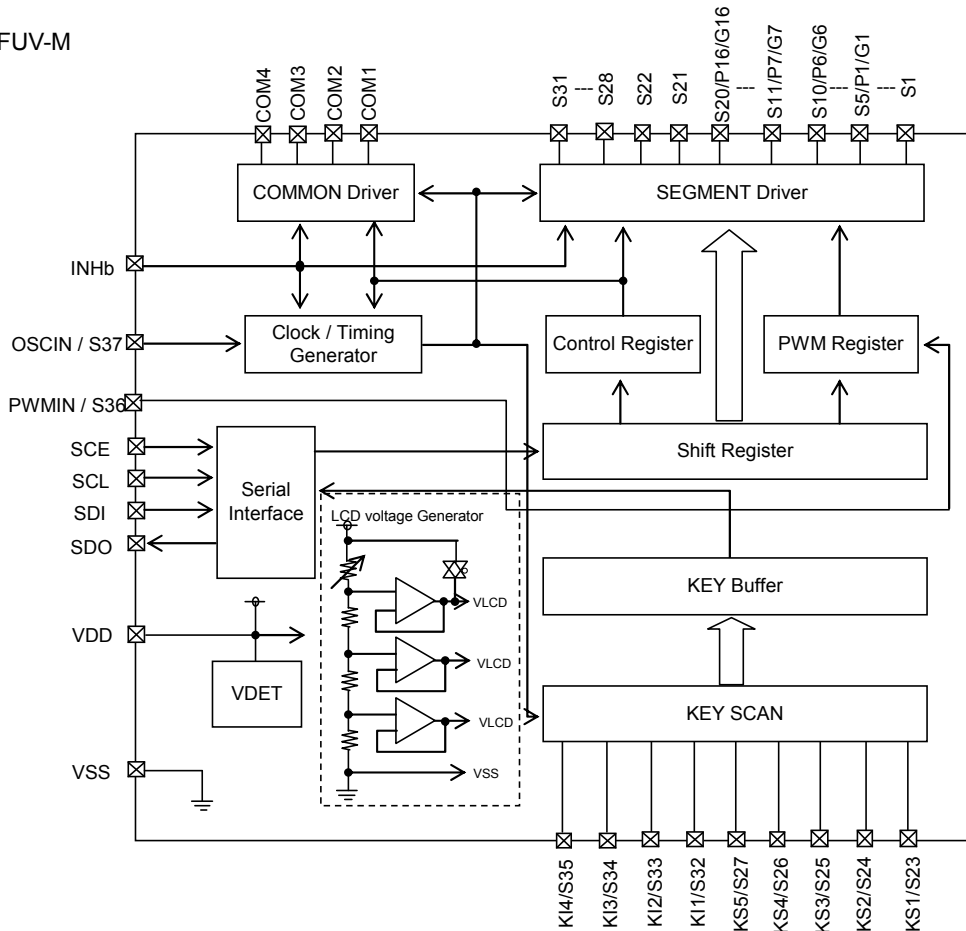 FUV-M
COM4
COM3
COM2
COM1
S31
----
S28
S22
S21
S20/P16/G16
----
S11/P7/G7
S10/P6/G6
----
S5/P1/G1
----
S1
COMMON Driver
SEGMENT Driver
INHb
OSCIN / S37
Clock / Timing
Generator
Control Register
PWM Register
PWMIN / S36
SCE
SCL
SDI
SDO
Serial
Interface
Shift Register
LCD voltage Generator
VLCD
VLCD
VLCD
VSS
KEY Buffer
VDD
VDET
KEY SCAN
VSS
KI4/S35
KI3/S34
KI2/S33
KI1/S32
KS5/S27
KS4/S26
KS3/S25
KS2/S24
KS1/S23